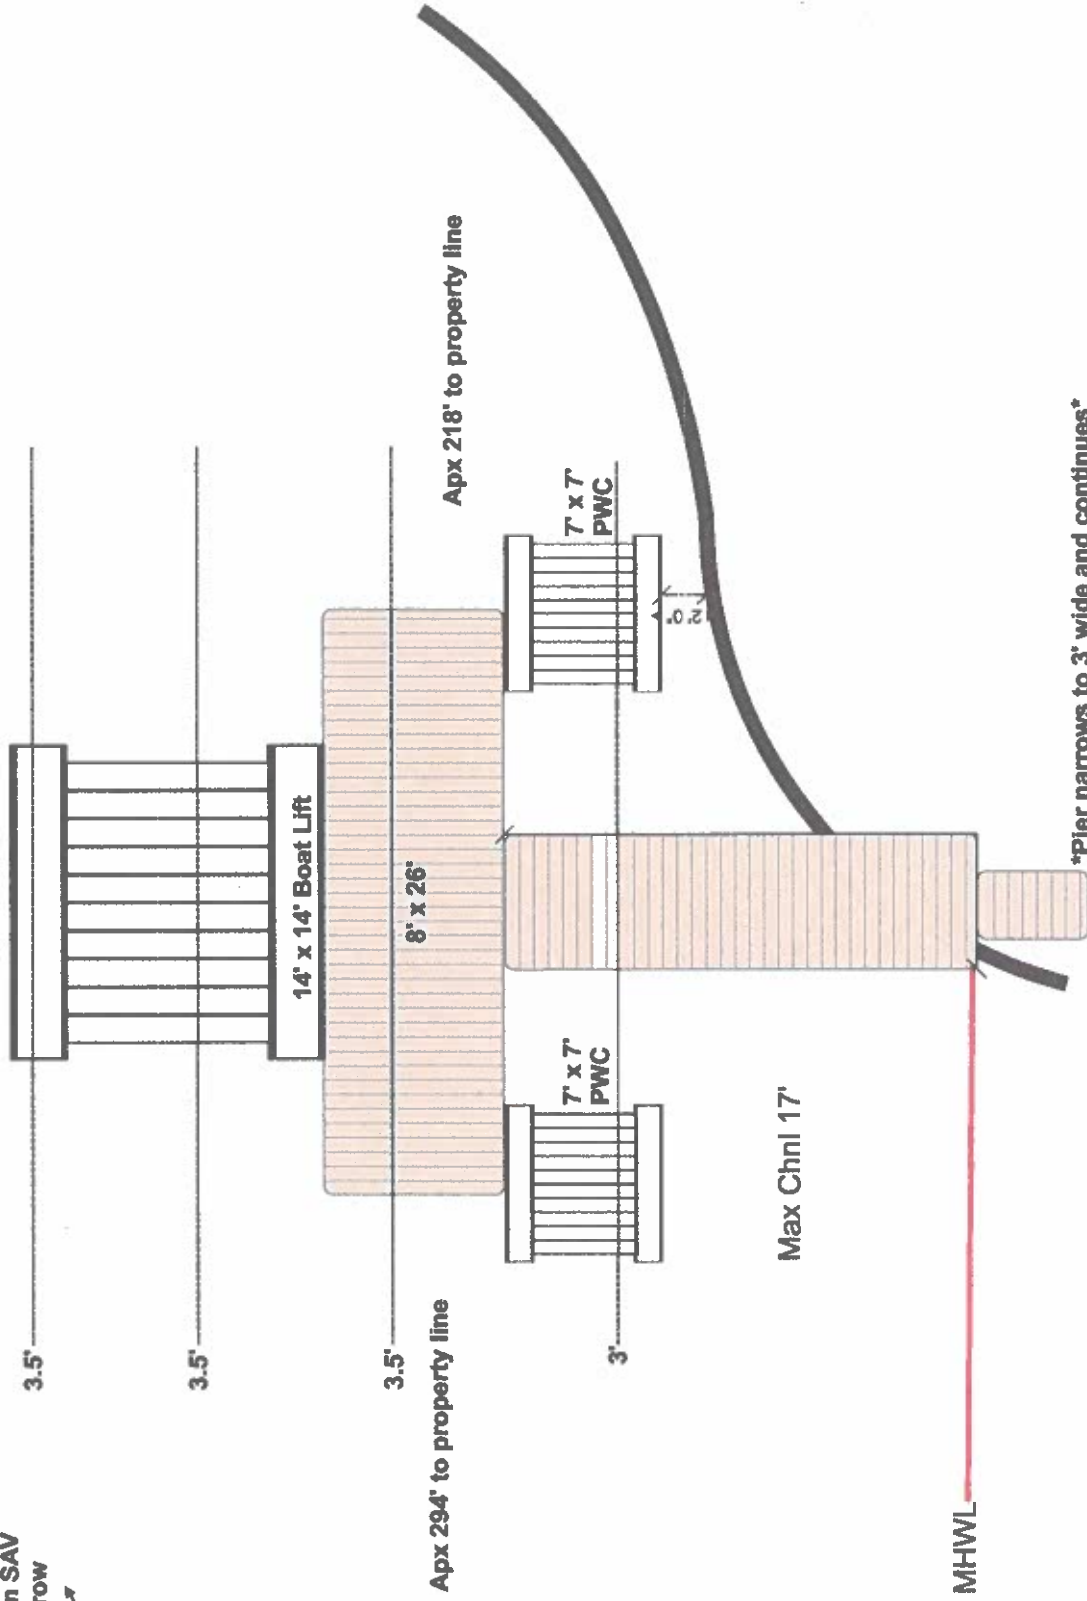 n SAV
row
3.5'
3.5'
3.5'
3'
14' x 14' Boat Lift
8' x 26'
Apx 294' to property line
Apx 218' to property line
7' x 7'
PWC
7' x 7'
PWC
2'.0"
Max Chnl 17'
MHWL
*Pier narrows to 3' wide and continues*